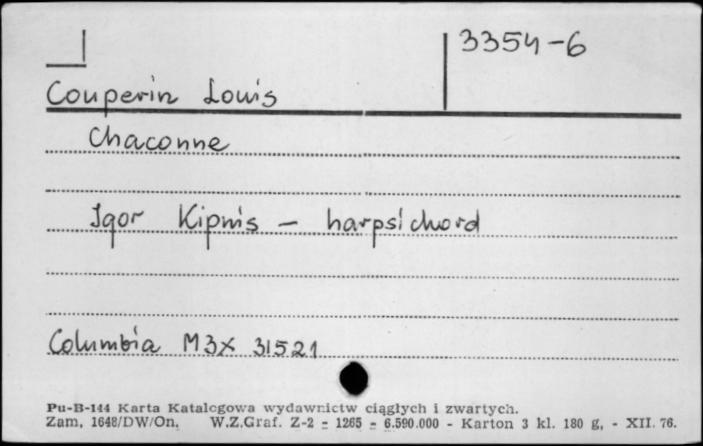 3354-6
Couperin Louis
Chaconne
Igor Kipnis - harpsichord
Columbia M3X 31521
Pu-B-144 Karta Katalogowa wydawnictw ciągłych i zwartych.
Zam. 1648/DW/On. W.Z.Graf. Z-2 - 1265 - 6.590.000 - Karton 3 kl. 180 g, - XII. 76.